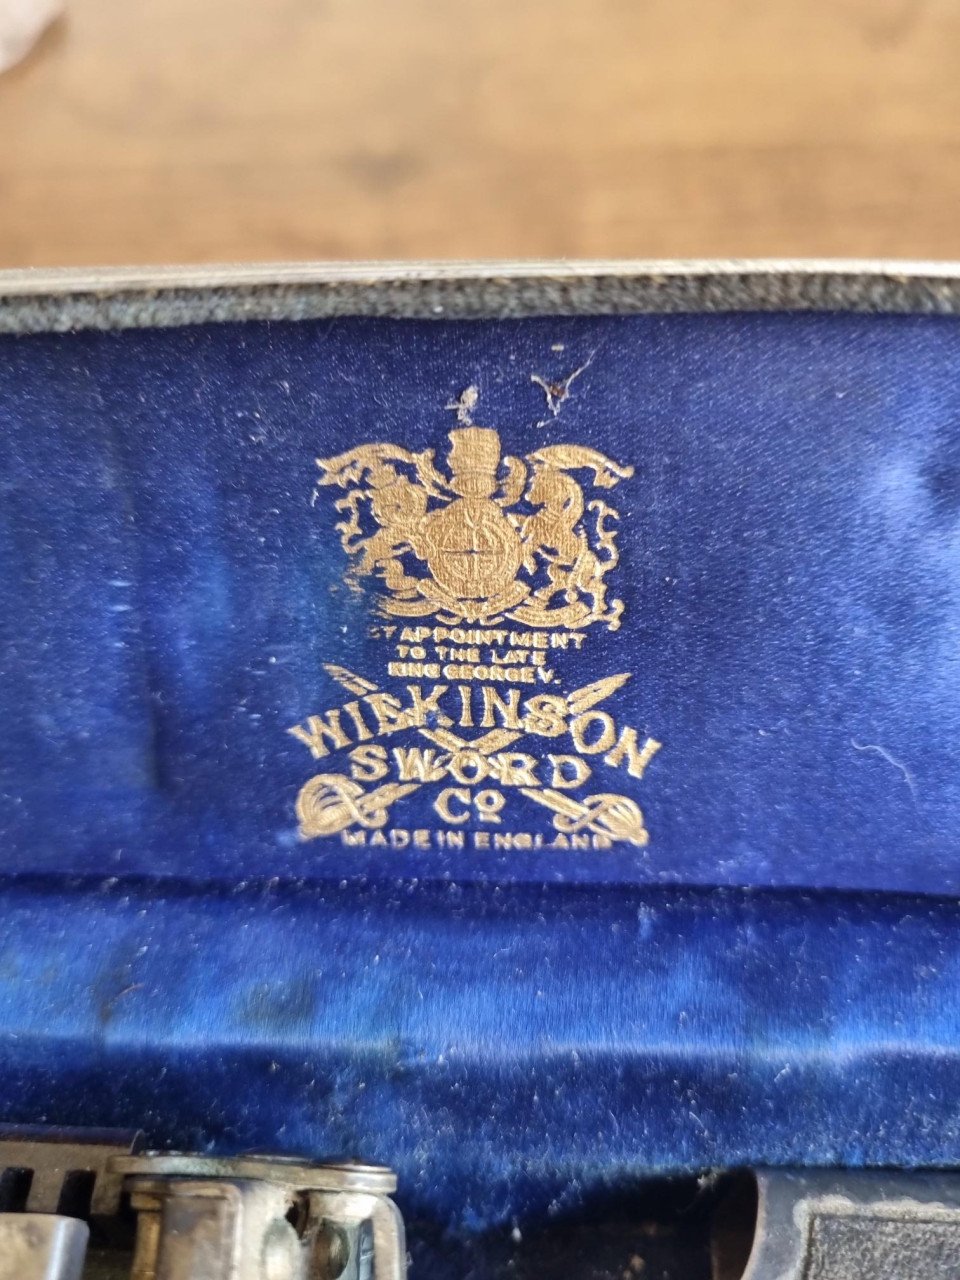 BY APPOINTMENT
TO THE LATE
KING GEORGE V.
WILKINSON
SWORD
Cº
MADE IN ENGLAND